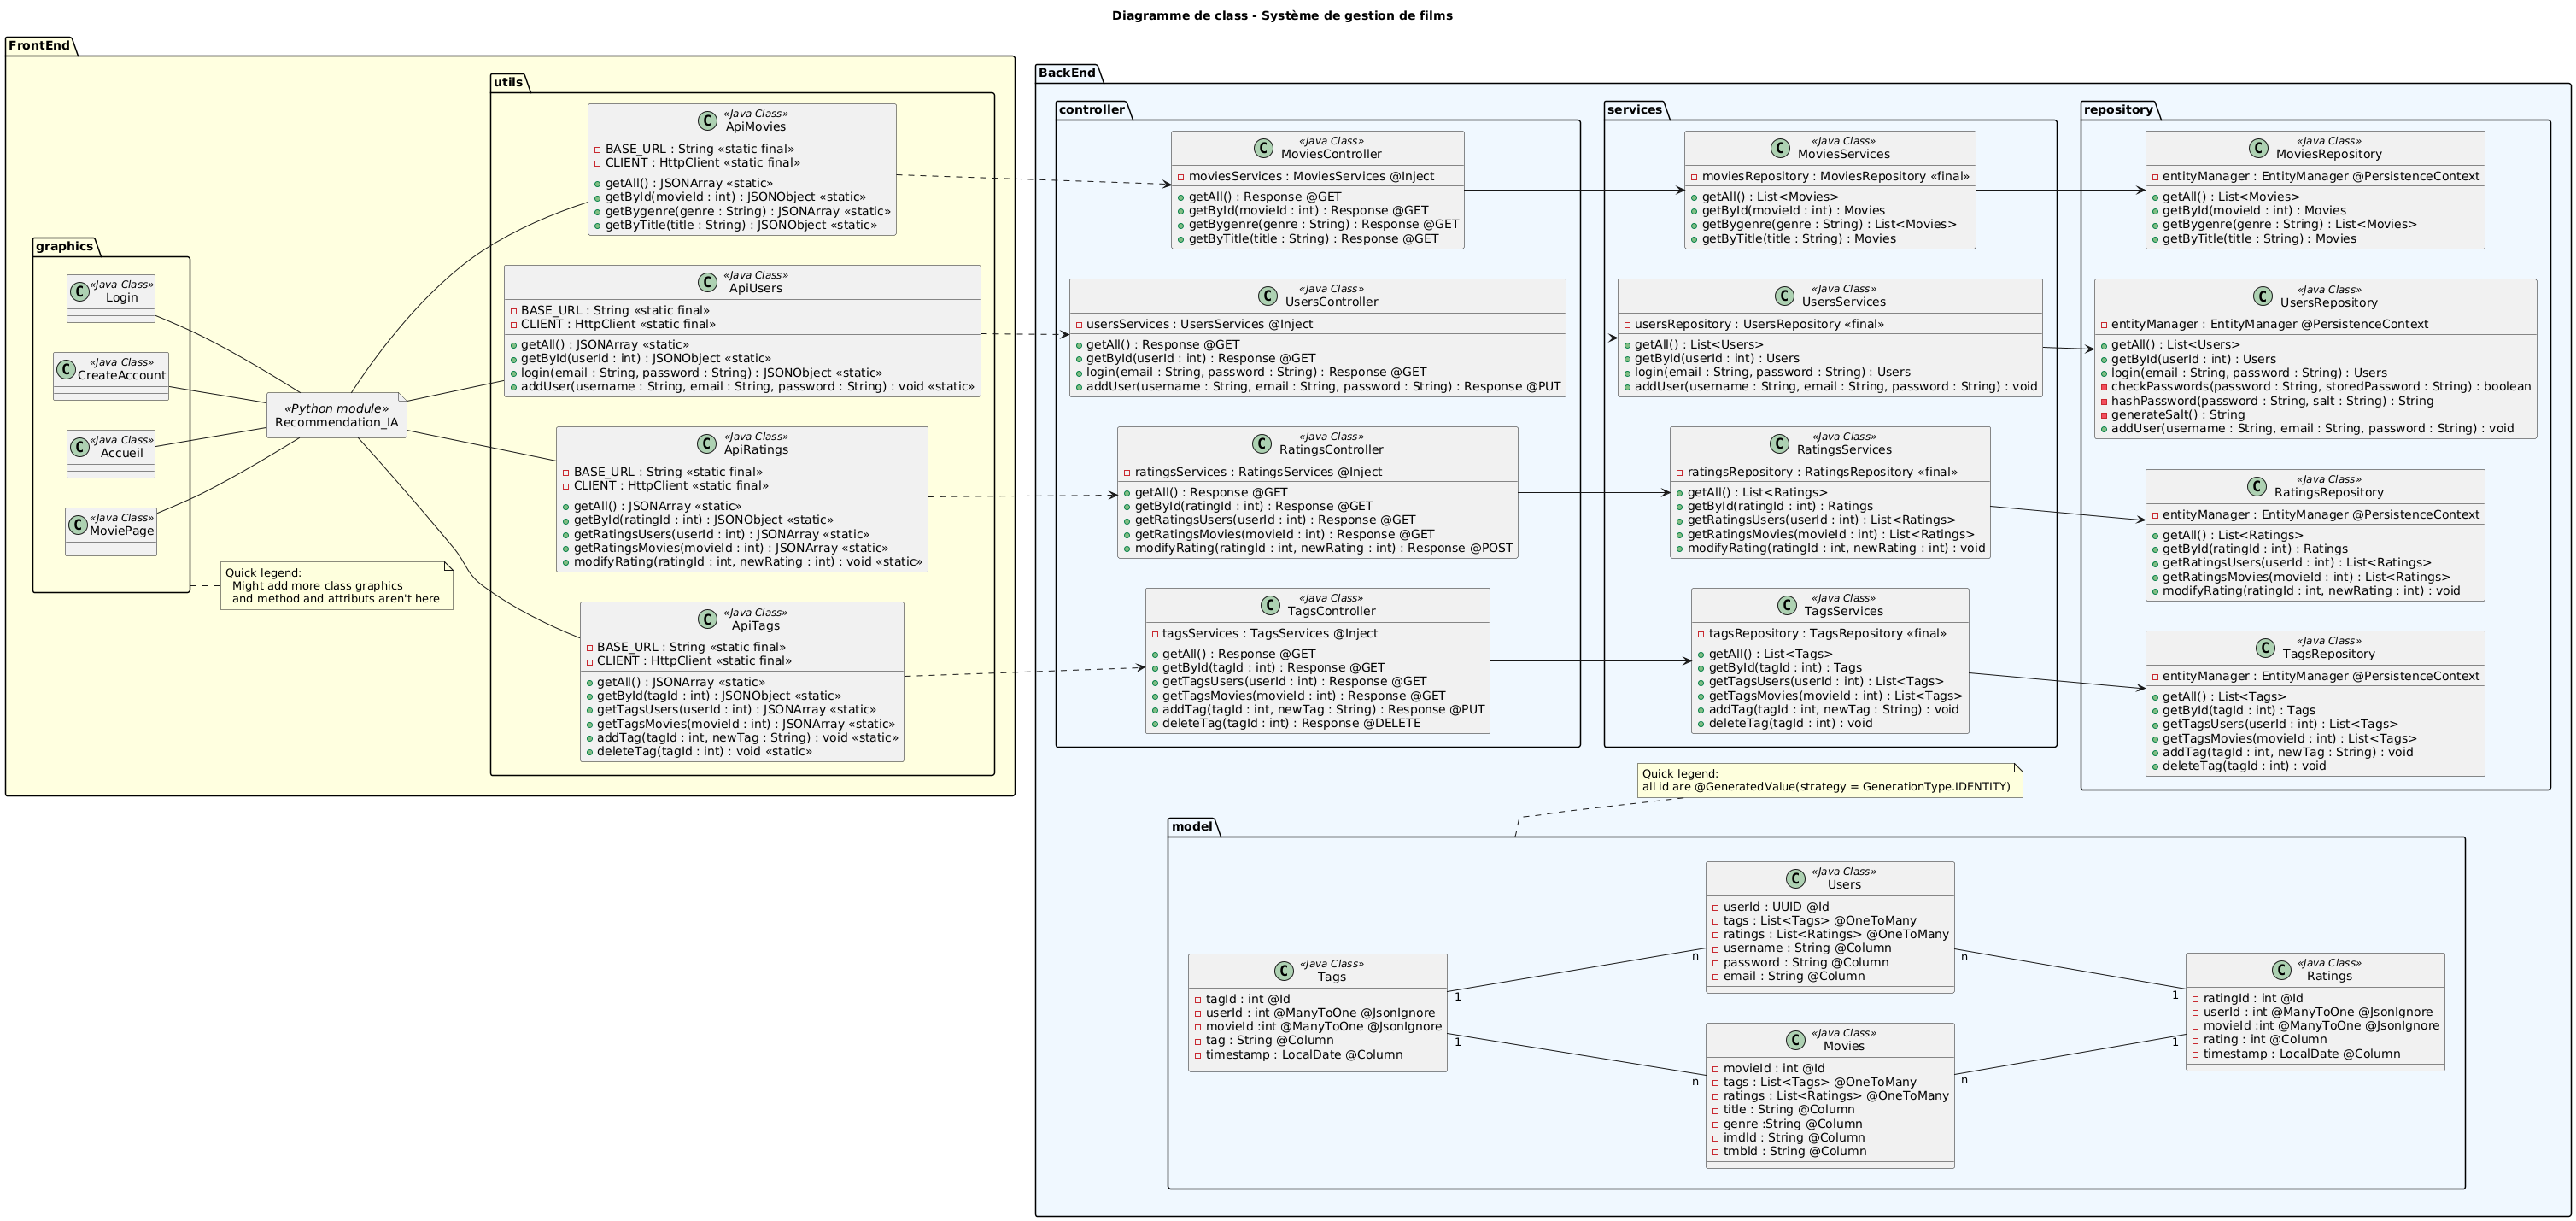 Diagramme de class - Système de gestion de films
FrontEnd
graphics
«Java Class»
Login
«Java Class»
CreateAccount
«Java Class»
Accueil
«Java Class»
MoviePage
Quick legend:
Might add more class graphics
and method and attributs aren't here
«Python module»
Recommendation_IA
utils
«Java Class»
ApiMovies
BASE_URL : String «static final»
CLIENT : HttpClient «static final»
getAll() : JSONArray «static»
getById(movieId : int) : JSONObject «static»
getBygenre(genre : String) : JSONArray «static»
getByTitle(title : String) : JSONObject «static»
«Java Class»
ApiUsers
BASE_URL : String «static final»
CLIENT : HttpClient «static final»
getAll() : JSONArray «static»
getById(userId : int) : JSONObject «static»
login(email : String, password : String) : JSONObject «static»
addUser(username : String, email : String, password : String) : void «static»
«Java Class»
ApiRatings
BASE_URL : String «static final»
CLIENT : HttpClient «static final»
getAll() : JSONArray «static»
getById(ratingId : int) : JSONObject «static»
getRatingsUsers(userId : int) : JSONArray «static»
getRatingsMovies(movieId : int) : JSONArray «static»
modifyRating(ratingId : int, newRating : int) : void «static»
«Java Class»
ApiTags
BASE_URL : String «static final»
CLIENT : HttpClient «static final»
getAll() : JSONArray «static»
getById(tagId : int) : JSONObject «static»
getTagsUsers(userId : int) : JSONArray «static»
getTagsMovies(movieId : int) : JSONArray «static»
addTag(tagId : int, newTag : String) : void «static»
deleteTag(tagId : int) : void «static»
BackEnd
controller
«Java Class»
MoviesController
moviesServices : MoviesServices @Inject
getAll() : Response @GET
getById(movieId : int) : Response @GET
getBygenre(genre : String) : Response @GET
getByTitle(title : String) : Response @GET
«Java Class»
UsersController
usersServices : UsersServices @Inject
getAll() : Response @GET
getById(userId : int) : Response @GET
login(email : String, password : String) : Response @GET
addUser(username : String, email : String, password : String) : Response @PUT
«Java Class»
RatingsController
ratingsServices : RatingsServices @Inject
getAll() : Response @GET
getById(ratingId : int) : Response @GET
getRatingsUsers(userId : int) : Response @GET
getRatingsMovies(movieId : int) : Response @GET
modifyRating(ratingId : int, newRating : int) : Response @POST
«Java Class»
TagsController
tagsServices : TagsServices @Inject
getAll() : Response @GET
getById(tagId : int) : Response @GET
getTagsUsers(userId : int) : Response @GET
getTagsMovies(movieId : int) : Response @GET
addTag(tagId : int, newTag : String) : Response @PUT
deleteTag(tagId : int) : Response @DELETE
services
«Java Class»
MoviesServices
moviesRepository : MoviesRepository «final»
getAll() : List<Movies>
getById(movieId : int) : Movies
getBygenre(genre : String) : List<Movies>
getByTitle(title : String) : Movies
«Java Class»
UsersServices
usersRepository : UsersRepository «final»
getAll() : List<Users>
getById(userId : int) : Users
login(email : String, password : String) : Users
addUser(username : String, email : String, password : String) : void
«Java Class»
RatingsServices
ratingsRepository : RatingsRepository «final»
getAll() : List<Ratings>
getById(ratingId : int) : Ratings
getRatingsUsers(userId : int) : List<Ratings>
getRatingsMovies(movieId : int) : List<Ratings>
modifyRating(ratingId : int, newRating : int) : void
«Java Class»
TagsServices
tagsRepository : TagsRepository «final»
getAll() : List<Tags>
getById(tagId : int) : Tags
getTagsUsers(userId : int) : List<Tags>
getTagsMovies(movieId : int) : List<Tags>
addTag(tagId : int, newTag : String) : void
deleteTag(tagId : int) : void
repository
«Java Class»
MoviesRepository
entityManager : EntityManager @PersistenceContext
getAll() : List<Movies>
getById(movieId : int) : Movies
getBygenre(genre : String) : List<Movies>
getByTitle(title : String) : Movies
«Java Class»
UsersRepository
entityManager : EntityManager @PersistenceContext
getAll() : List<Users>
getById(userId : int) : Users
login(email : String, password : String) : Users
checkPasswords(password : String, storedPassword : String) : boolean
hashPassword(password : String, salt : String) : String
generateSalt() : String
addUser(username : String, email : String, password : String) : void
«Java Class»
RatingsRepository
entityManager : EntityManager @PersistenceContext
getAll() : List<Ratings>
getById(ratingId : int) : Ratings
getRatingsUsers(userId : int) : List<Ratings>
getRatingsMovies(movieId : int) : List<Ratings>
modifyRating(ratingId : int, newRating : int) : void
«Java Class»
TagsRepository
entityManager : EntityManager @PersistenceContext
getAll() : List<Tags>
getById(tagId : int) : Tags
getTagsUsers(userId : int) : List<Tags>
getTagsMovies(movieId : int) : List<Tags>
addTag(tagId : int, newTag : String) : void
deleteTag(tagId : int) : void
Quick legend:
all id are @GeneratedValue(strategy = GenerationType.IDENTITY)
model
«Java Class»
Tags
tagId : int @Id
userId : int @ManyToOne @JsonIgnore
movieId :int @ManyToOne @JsonIgnore
tag : String @Column
timestamp : LocalDate @Column
1
1
n
n
«Java Class»
Users
userId : UUID @Id
tags : List<Tags> @OneToMany
ratings : List<Ratings> @OneToMany
username : String @Column
password : String @Column
email : String @Column
«Java Class»
Movies
movieId : int @Id
tags : List<Tags> @OneToMany
ratings : List<Ratings> @OneToMany
title : String @Column
genre :String @Column
imdId : String @Column
tmbId : String @Column
n
n
1
1
«Java Class»
Ratings
ratingId : int @Id
userId : int @ManyToOne @JsonIgnore
movieId :int @ManyToOne @JsonIgnore
rating : int @Column
timestamp : LocalDate @Column